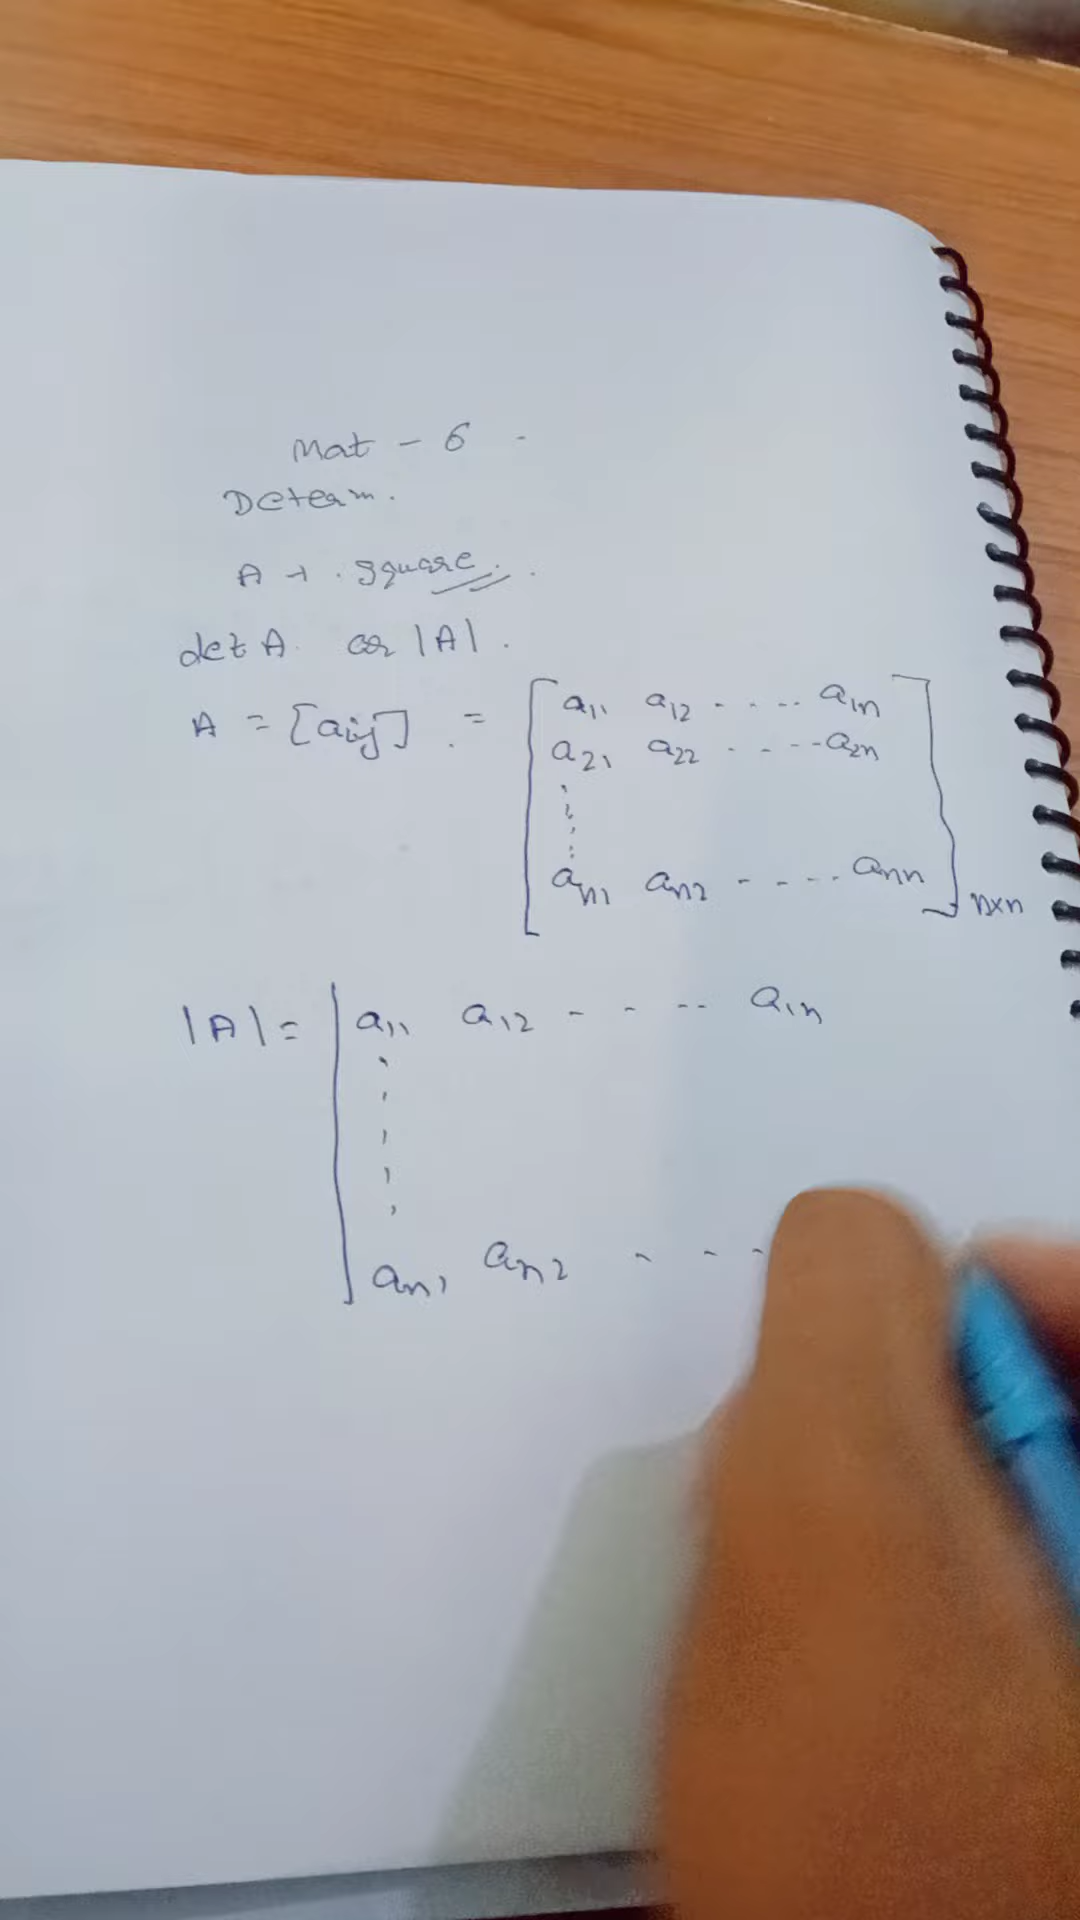 Mat - 6 -
Determ.
A → . square . .
det A. or |A| .
A = [aij] . = [ a11 a12 - - - - a1n
a21 a22 - - - - a2n
⋮
an1 an2 - - - - ann ] n×n
|A| = | a11 a12 - - - - a1n
⋮
an1 an2 - - -